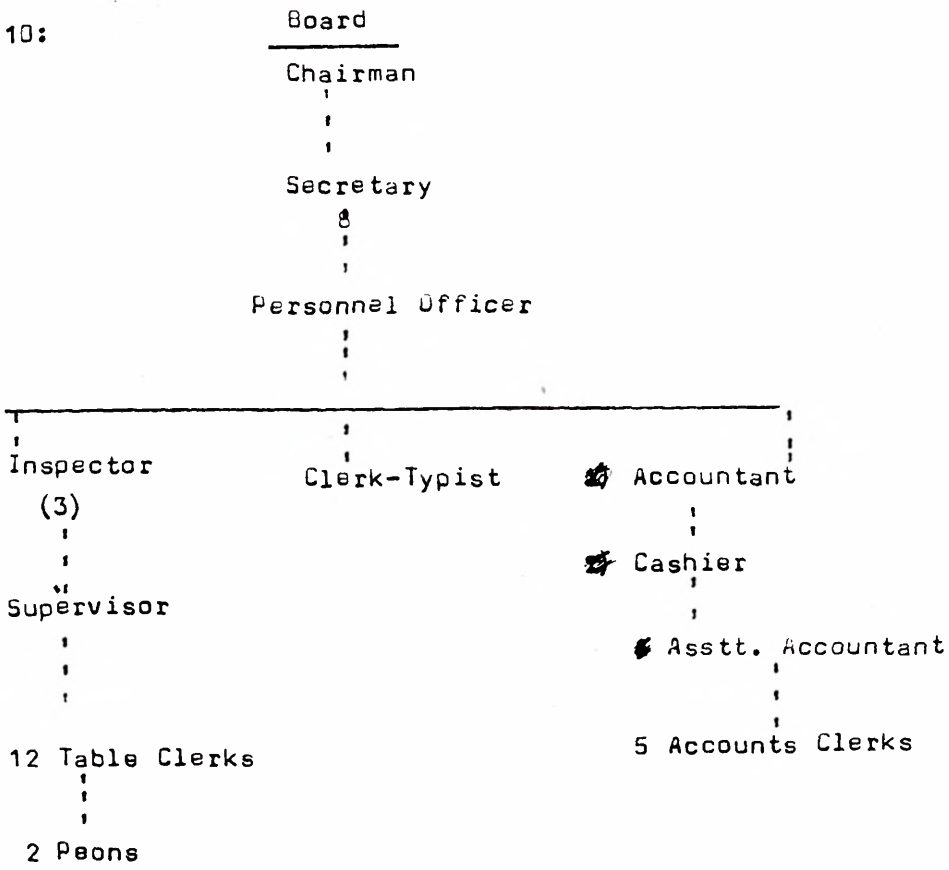 10:
Board
Chairman
Secretary
Personnel Officer
Inspector
(3)
Clerk-Typist
Accountant
Cashier
Supervisor
Asstt. Accountant
12 Table Clerks
5 Accounts Clerks
2 Peons